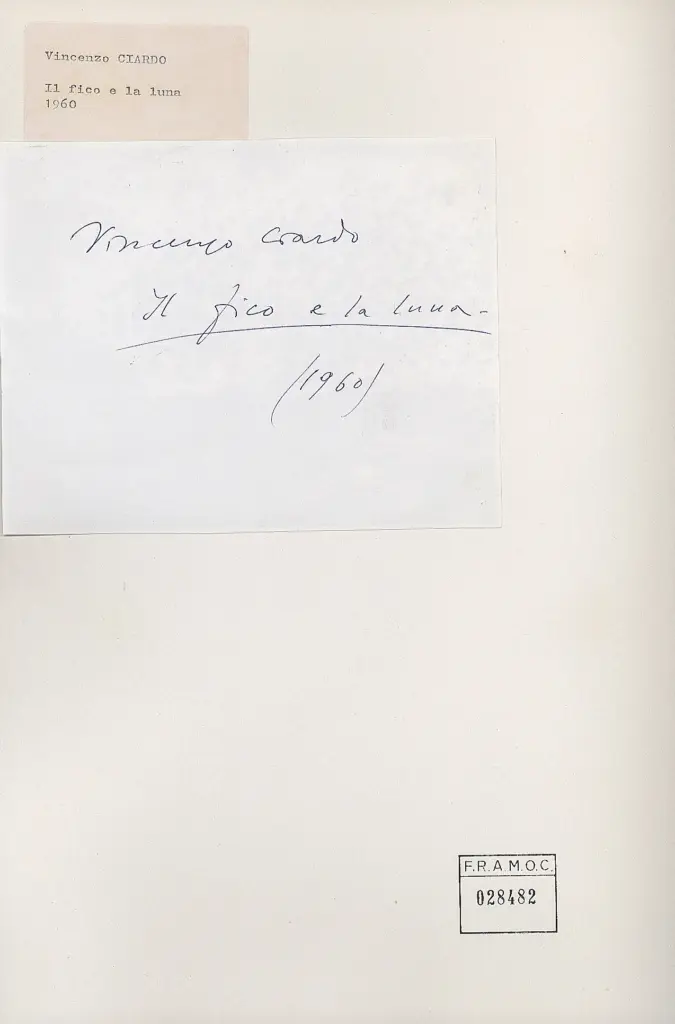 Vincenzo CIARDO
Il fico e la luna
1960
Vincenzo Ciardo
Il fico e la luna-
(1960)
F.R.A.M.O.C.
028482